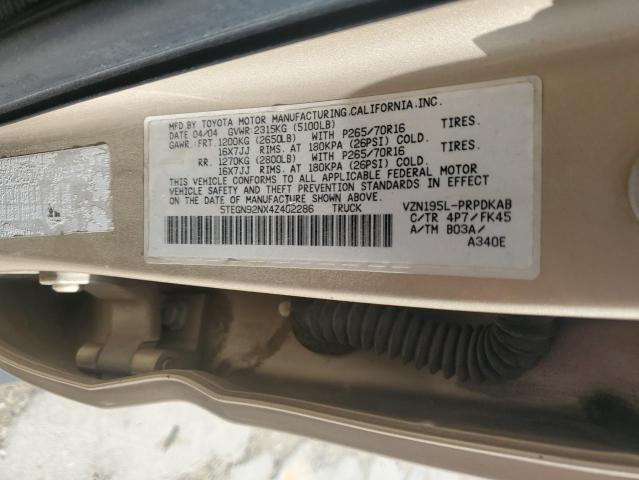 MFD. BY TOYOTA MOTOR MANUFACTURING.CALIFORNIA.INC.
DATE 04/04 GVWR 2315KG (5100LB)
GAWR: FRT. 1200KG (2650LB) WITH P265/70R16 TIRES.
16X7JJ RIMS. AT 180KPA (26PSI) COLD.
RR. 1270KG (2800LB) WITH P265/70R16 TIRES.
16X7JJ RIMS. AT 180KPA (26PSI) COLD.
THIS VEHICLE CONFORMS TO ALL APPLICABLE FEDERAL MOTOR
VEHICLE SAFETY AND THEFT PREVENTION STANDARDS IN EFFECT
ON THE DATE OF MANUFACTURE SHOWN ABOVE.
5TEGN92NX4Z402286 TRUCK VZN195L-PRPDKAB
C/TR 4P7/FK45
A/TM B03A/
A340E